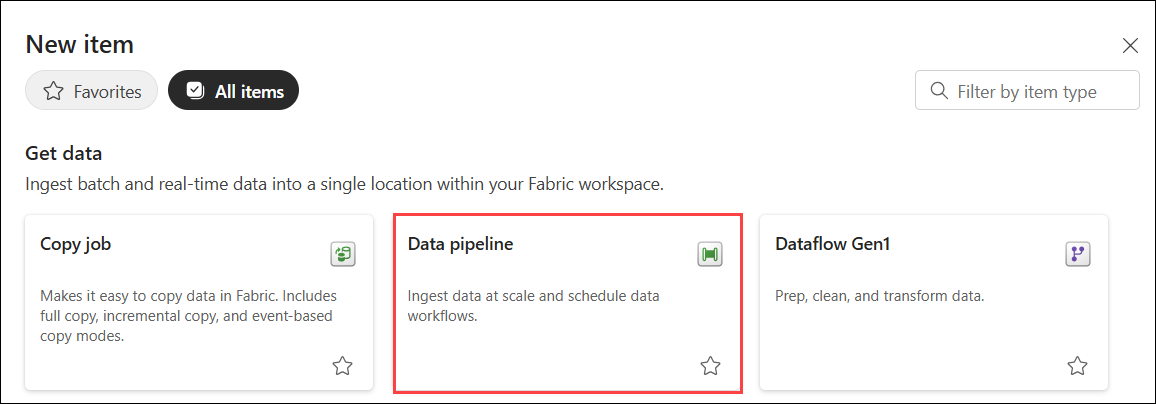 New item
Favorites
All items
Filter by item type
Get data
Ingest batch and real-time data into a single location within your Fabric workspace.
Copy job
Makes it easy to copy data in Fabric. Includes
full copy, incremental copy, and event-based
copy modes.
Data pipeline
Ingest data at scale and schedule data
workflows.
Dataflow Gen1
Prep, clean, and transform data.